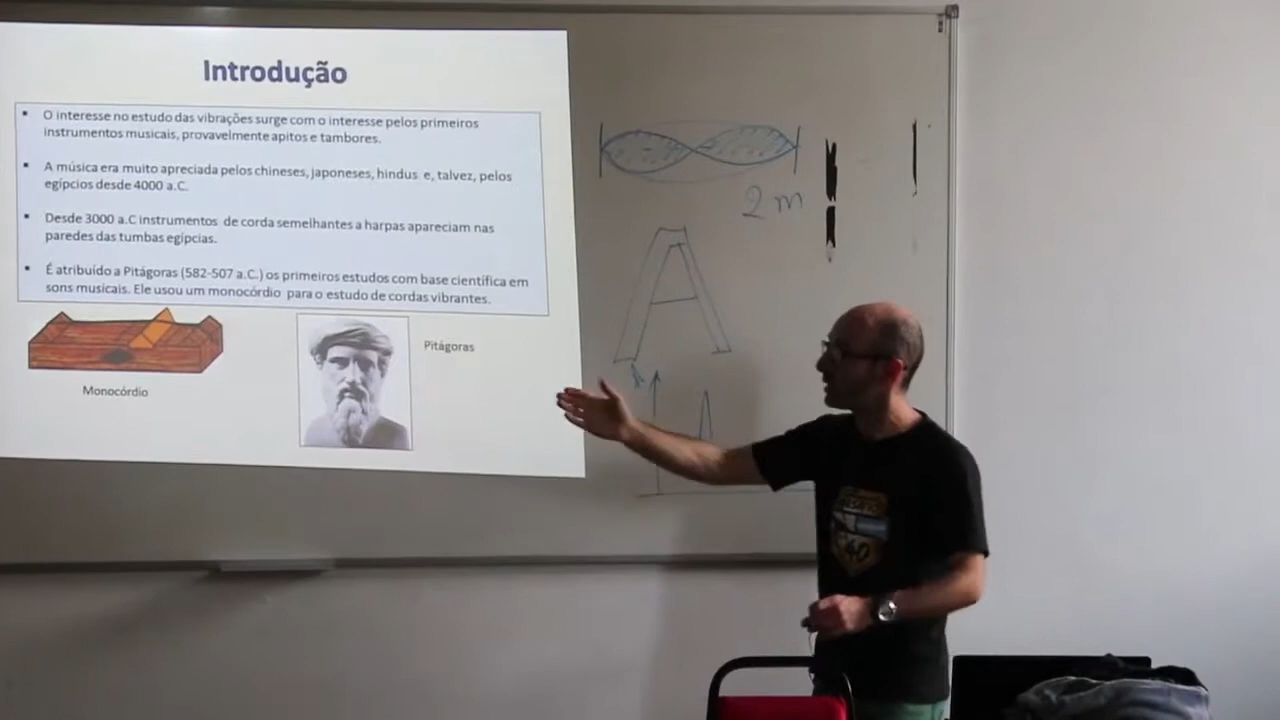 Introdução
▪ O interesse no estudo das vibrações surge com o interesse pelos primeiros
instrumentos musicais, provavelmente apitos e tambores.
▪ A música era muito apreciada pelos chineses, japoneses, hindus e, talvez, pelos
egípcios desde 4000 a.C.
▪ Desde 3000 a.C instrumentos de corda semelhantes a harpas apareciam nas
paredes das tumbas egípcias.
▪ É atribuído a Pitágoras (582-507 a.C.) os primeiros estudos com base científica em
sons musicais. Ele usou um monocórdio para o estudo de cordas vibrantes.
Monocórdio
Pitágoras
2 m
A
40